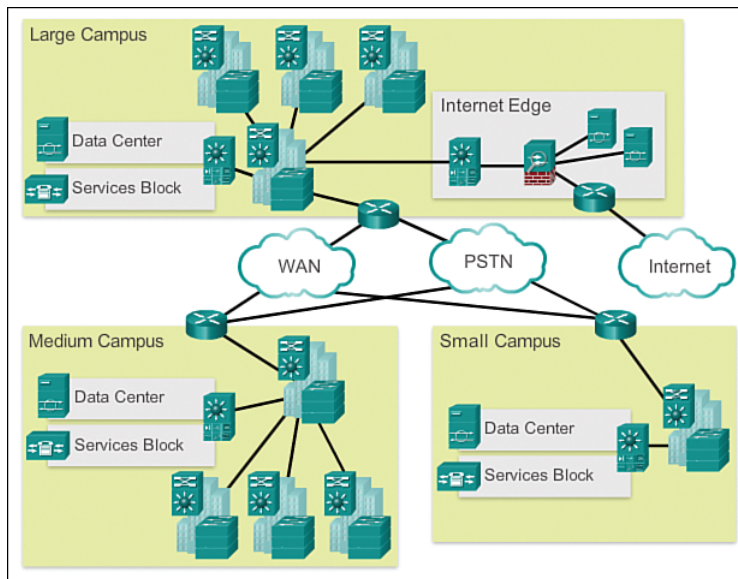 Large Campus
Internet Edge
Data Center
Services Block
WAN
PSTN
Internet
Medium Campus
Small Campus
Data Center
Services Block
Data Center
Services Block